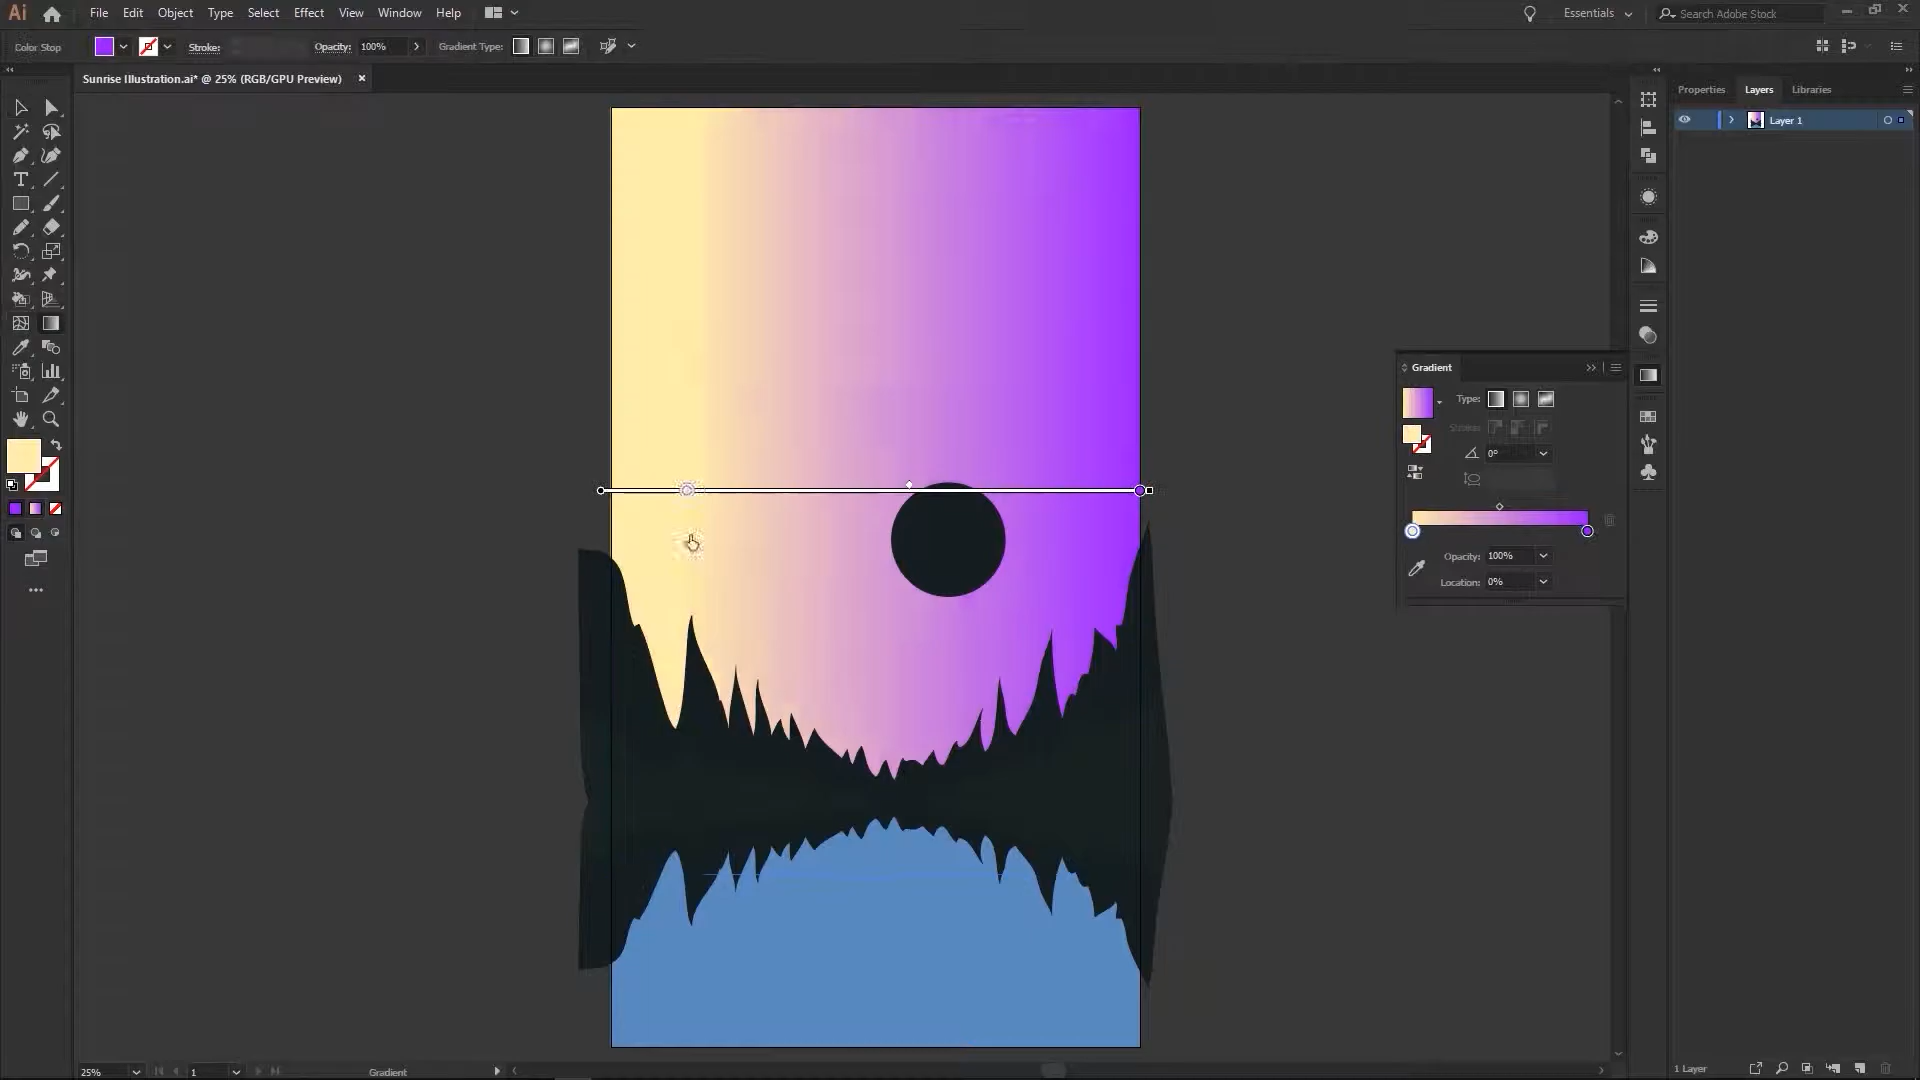 Ai File Edit Object Type Select Effect View Window Help Essentials Search Adobe Stock
Color Stop Stroke: Opacity: 100% Gradient Type:
Sunrise Illustration.ai* @ 25% (RGB/GPU Preview) ×
Properties Layers Libraries
Layer 1
Gradient
Type:
Stroke:
0°
Opacity: 100%
Location: 0%
25% 1 Gradient
1 Layer